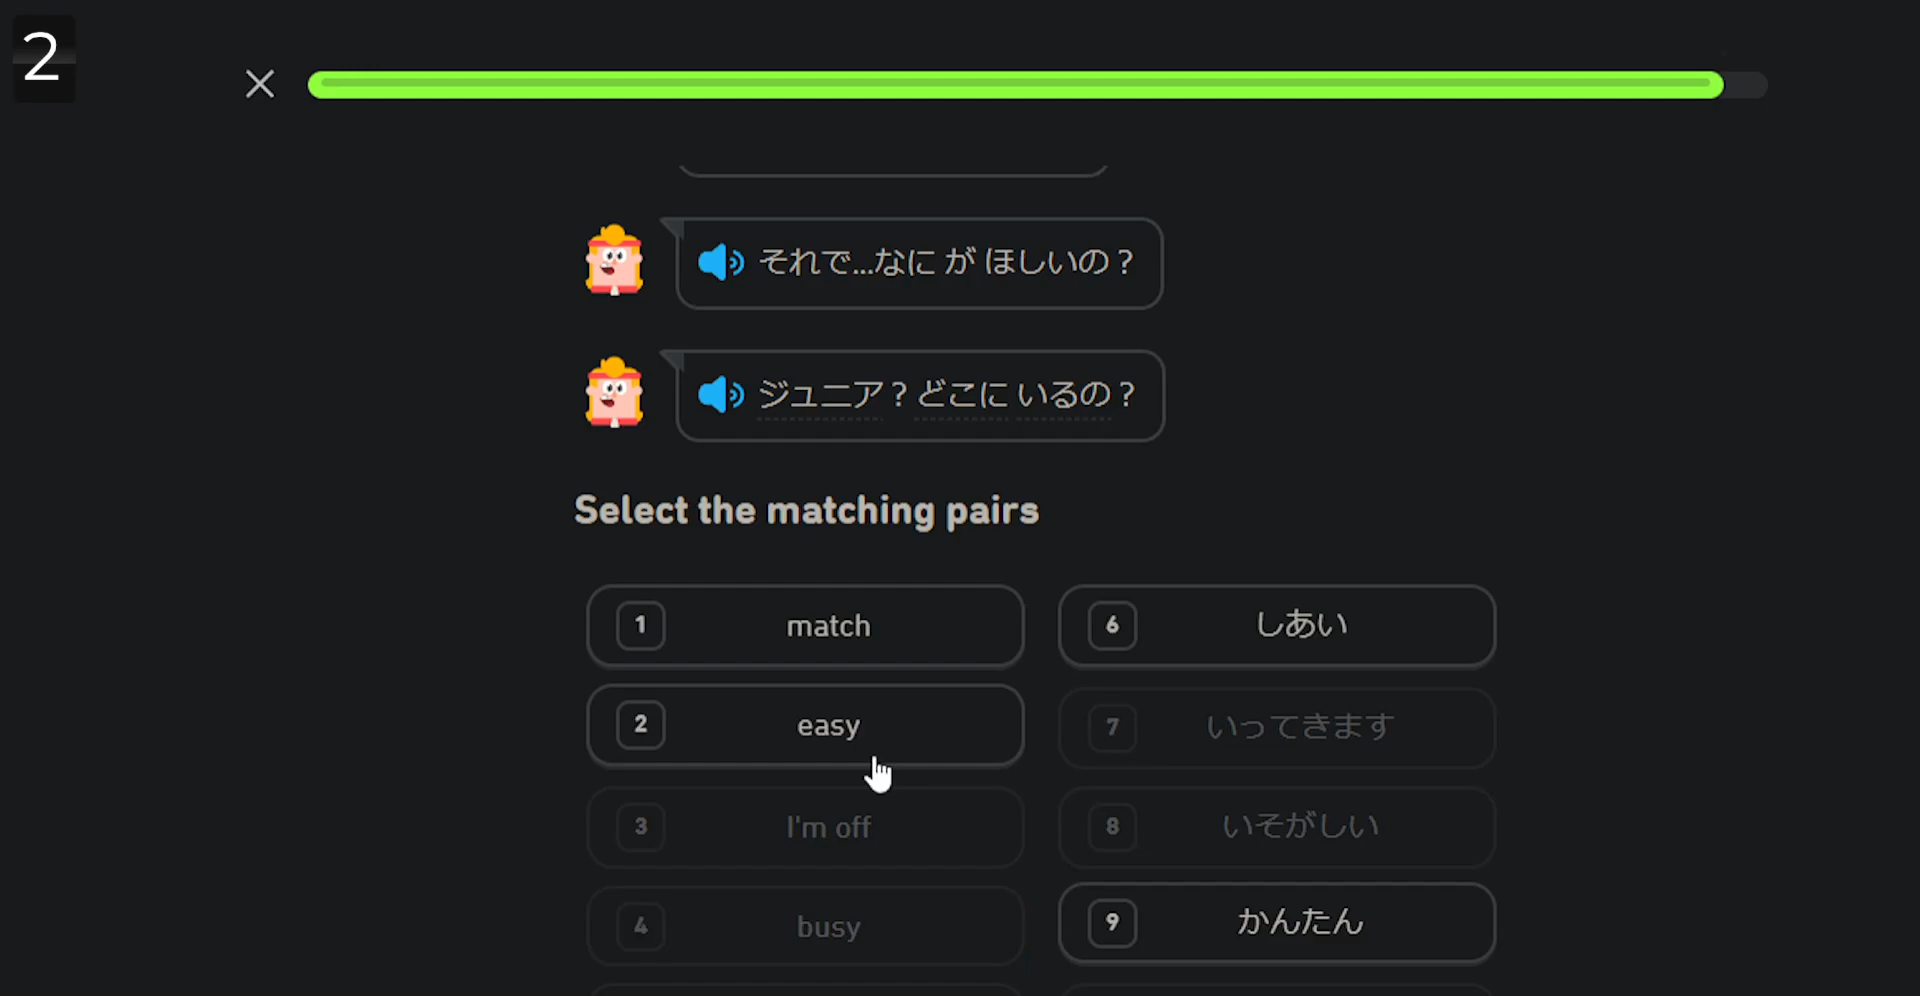 2
それで...なに が ほしいの？
ジュニア？どこに いるの？
Select the matching pairs
1 match
6 しあい
2 easy
7 いってきます
3 I'm off
8 いそがしい
4 busy
9 かんたん